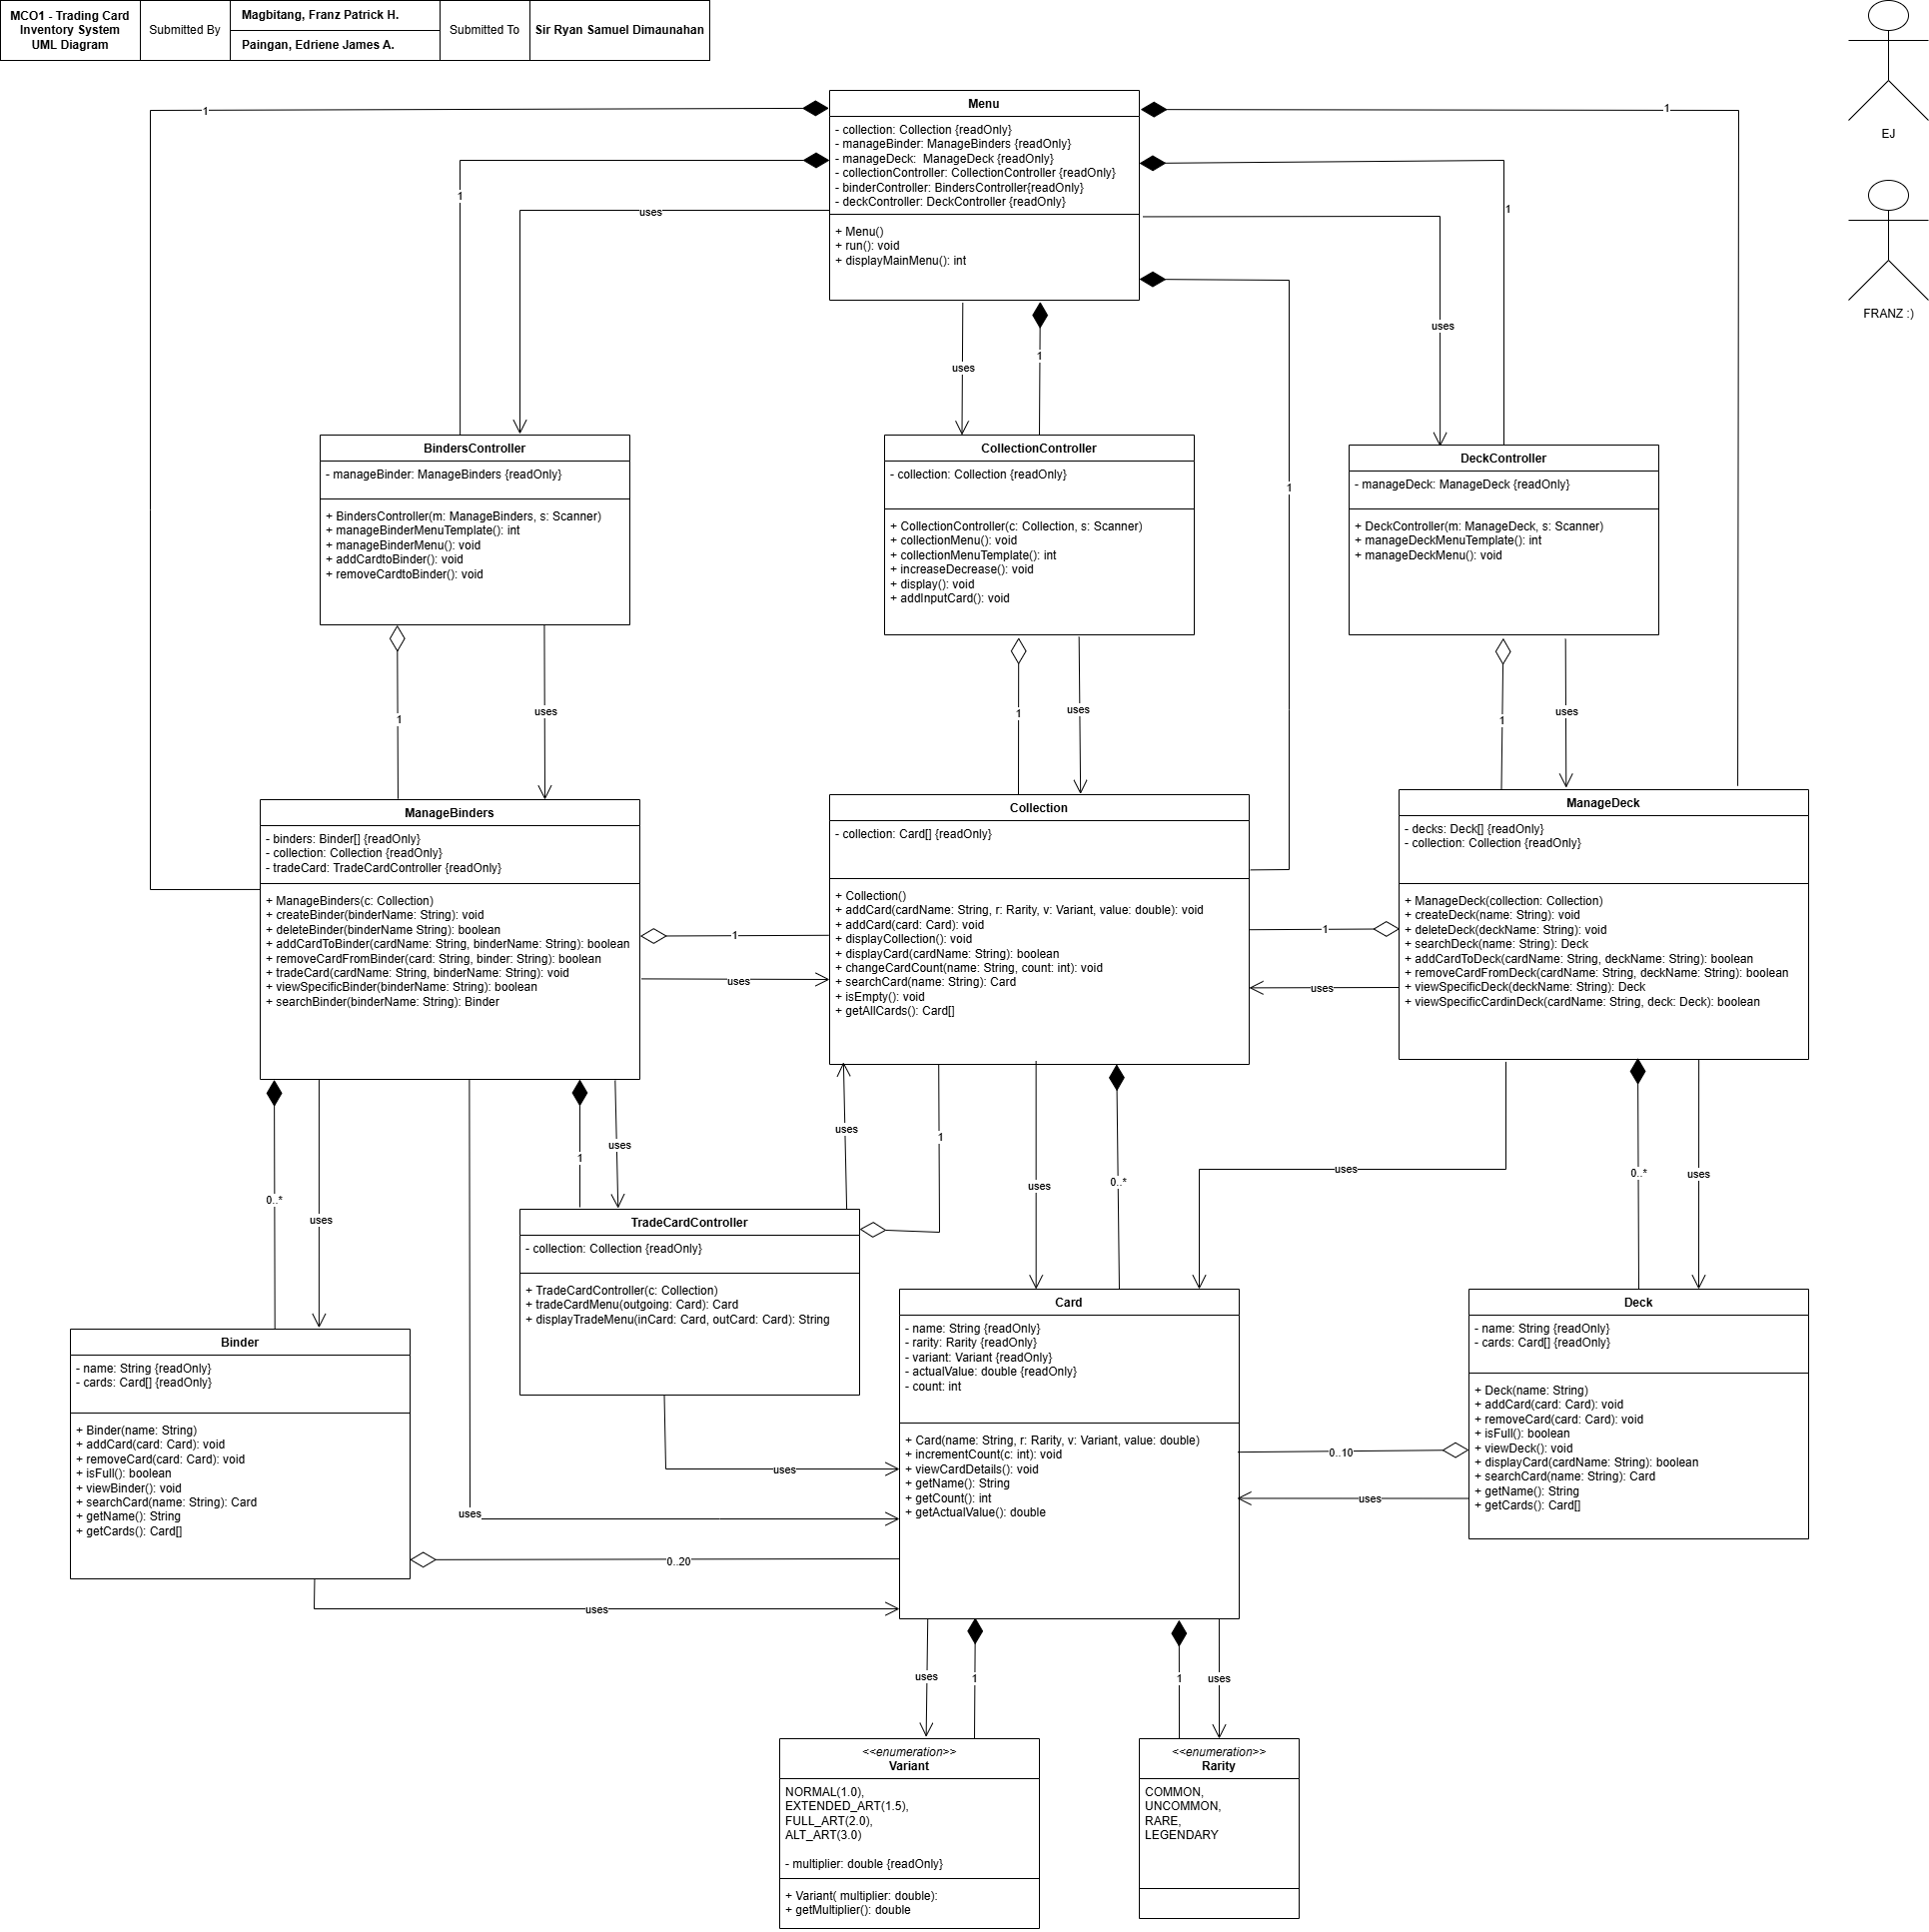 MCO1 - Trading Card
Inventory System
UML Diagram
Submitted By
Magbitang, Franz Patrick H.
Paingan, Edriene James A.
Submitted To
Sir Ryan Samuel Dimaunahan
EJ
FRANZ :)
Menu
- collection: Collection {readOnly}
- manageBinder: ManageBinders {readOnly}
- manageDeck:  ManageDeck {readOnly}
- collectionController: CollectionController {readOnly}
- binderController: BindersController{readOnly}
- deckController: DeckController {readOnly}
+ Menu()
+ run(): void
+ displayMainMenu(): int
1
1
1
1
uses
uses
uses
1
1
BindersController
- manageBinder: ManageBinders {readOnly}
+ BindersController(m: ManageBinders, s: Scanner)
+ manageBinderMenuTemplate(): int
+ manageBinderMenu(): void
+ addCardtoBinder(): void
+ removeCardtoBinder(): void
CollectionController
- collection: Collection {readOnly}
+ CollectionController(c: Collection, s: Scanner)
+ collectionMenu(): void
+ collectionMenuTemplate(): int
+ increaseDecrease(): void
+ display(): void
+ addInputCard(): void
DeckController
- manageDeck: ManageDeck {readOnly}
+ DeckController(m: ManageDeck, s: Scanner)
+ manageDeckMenuTemplate(): int
+ manageDeckMenu(): void
1
uses
1
uses
1
uses
ManageBinders
- binders: Binder[] {readOnly}
- collection: Collection {readOnly}
- tradeCard: TradeCardController {readOnly}
+ ManageBinders(c: Collection)
+ createBinder(binderName: String): void
+ deleteBinder(binderName String): boolean
+ addCardToBinder(cardName: String, binderName: String): boolean
+ removeCardFromBinder(card: String, binder: String): boolean
+ tradeCard(cardName: String, binderName: String): void
+ viewSpecificBinder(binderName: String): boolean
+ searchBinder(binderName: String): Binder
1
uses
Collection
- collection: Card[] {readOnly}
+ Collection()
+ addCard(cardName: String, r: Rarity, v: Variant, value: double): void
+ addCard(card: Card): void
+ displayCollection(): void
+ displayCard(cardName: String): boolean
+ changeCardCount(name: String, count: int): void
+ searchCard(name: String): Card
+ isEmpty(): void
+ getAllCards(): Card[]
1
uses
ManageDeck
- decks: Deck[] {readOnly}
- collection: Collection {readOnly}
+ ManageDeck(collection: Collection)
+ createDeck(name: String): void
+ deleteDeck(deckName: String): void
+ searchDeck(name: String): Deck
+ addCardToDeck(cardName: String, deckName: String): boolean
+ removeCardFromDeck(cardName: String, deckName: String): boolean
+ viewSpecificDeck(deckName: String): Deck
+ viewSpecificCardinDeck(cardName: String, deck: Deck): boolean
0..*
uses
1
uses
uses
1
uses
0..*
uses
0..*
uses
TradeCardController
- collection: Collection {readOnly}
+ TradeCardController(c: Collection)
+ tradeCardMenu(outgoing: Card): Card
+ displayTradeMenu(inCard: Card, outCard: Card): String
Binder
- name: String {readOnly}
- cards: Card[] {readOnly}
+ Binder(name: String)
+ addCard(card: Card): void
+ removeCard(card: Card): void
+ isFull(): boolean
+ viewBinder(): void
+ searchCard(name: String): Card
+ getName(): String
+ getCards(): Card[]
Card
- name: String {readOnly}
- rarity: Rarity {readOnly}
- variant: Variant {readOnly}
- actualValue: double {readOnly}
- count: int
+ Card(name: String, r: Rarity, v: Variant, value: double)
+ incrementCount(c: int): void
+ viewCardDetails(): void
+ getName(): String
+ getCount(): int
+ getActualValue(): double
Deck
- name: String {readOnly}
- cards: Card[] {readOnly}
+ Deck(name: String)
+ addCard(card: Card): void
+ removeCard(card: Card): void
+ isFull(): boolean
+ viewDeck(): void
+ displayCard(cardName: String): boolean
+ searchCard(name: String): Card
+ getName(): String
+ getCards(): Card[]
0..10
uses
uses
uses
0..20
uses
uses
1
1
uses
<<enumeration>>
Variant
NORMAL(1.0),
EXTENDED_ART(1.5),
FULL_ART(2.0),
ALT_ART(3.0)
- multiplier: double {readOnly}
+ Variant( multiplier: double):
+ getMultiplier(): double
<<enumeration>>
Rarity
COMMON,
UNCOMMON,
RARE,
LEGENDARY